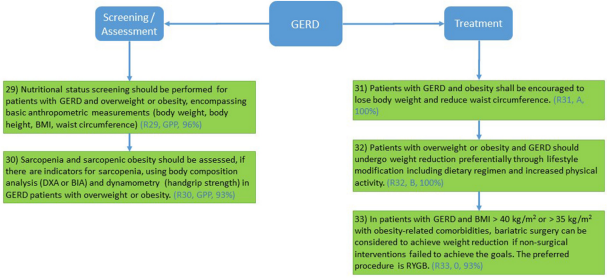 Screening /
Assessment
GERD
Treatment
29) Nutritional status screening should be performed for
patients with GERD and overweight or obesity, encompassing
basic anthropometric measurements (body weight, body
height, BMI, waist circumference) (R29, GPP, 96%)
30) Sarcopenia and sarcopenic obesity should be assessed, if
there are indicators for sarcopenia, using body composition
analysis (DXA or BIA) and dynamometry (handgrip strength) in
GERD patients with overweight or obesity. (R30, GPP, 93%)
31) Patients with GERD and obesity shall be encouraged to
lose body weight and reduce waist circumference. (R31, A,
100%)
32) Patients with overweight or obesity and GERD should
undergo weight reduction preferentially through lifestyle
modification including dietary regimen and increased physical
activity. (R32, B, 100%)
33) In patients with GERD and BMI > 40 kg/m² or > 35 kg/m²
with obesity-related comorbidities, bariatric surgery can be
considered to achieve weight reduction if non-surgical
interventions failed to achieve the goals. The preferred
procedure is RYGB. (R33, 0, 93%)